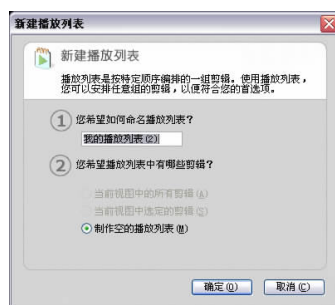 新建播放列表
新建播放列表
播放列表是按特定顺序编排的一组剪辑。使用播放列表，
您可以安排任意组的剪辑，以便符合您的首选项。
1 您希望如何命名播放列表？
我的播放列表(2)
2 您希望播放列表中有哪些剪辑？
当前视图中的所有剪辑(A)
当前视图中选定的剪辑(S)
制作空的播放列表(M)
确定(O) 取消(C)